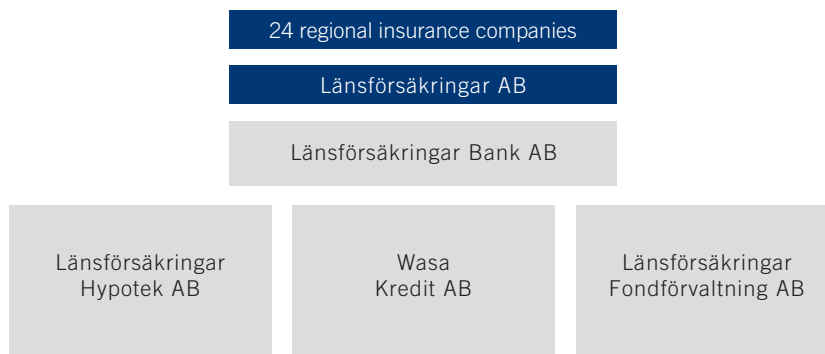 24 regional insurance companies
Länsförsäkringar AB
Länsförsäkringar Bank AB
Länsförsäkringar
Hypotek AB
Wasa
Kredit AB
Länsförsäkringar
Fondförvaltning AB